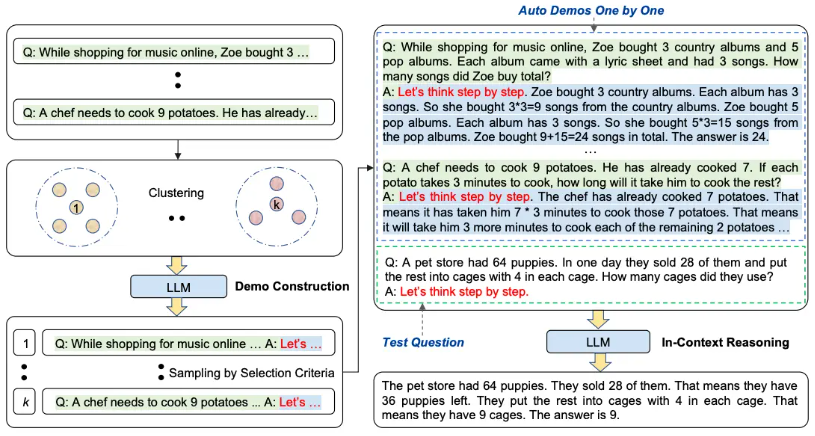 Q: While shopping for music online, Zoe bought 3 …
Q: A chef needs to cook 9 potatoes. He has already…
1
Clustering
k
LLM
Demo Construction
1
Q: While shopping for music online … A: Let's …
Sampling by Selection Criteria
k
Q: A chef needs to cook 9 potatoes ... A: Let's …
Auto Demos One by One
Q: While shopping for music online, Zoe bought 3 country albums and 5
pop albums. Each album came with a lyric sheet and had 3 songs. How
many songs did Zoe buy total?
A: Let's think step by step. Zoe bought 3 country albums. Each album has 3
songs. So she bought 3*3=9 songs from the country albums. Zoe bought 5
pop albums. Each album has 3 songs. So she bought 5*3=15 songs from
the pop albums. Zoe bought 9+15=24 songs in total. The answer is 24.
…
Q: A chef needs to cook 9 potatoes. He has already cooked 7. If each
potato takes 3 minutes to cook, how long will it take him to cook the rest?
A: Let's think step by step. The chef has already cooked 7 potatoes. That
means it has taken him 7 * 3 minutes to cook those 7 potatoes. That means
it will take him 3 more minutes to cook each of the remaining 2 potatoes …
Q: A pet store had 64 puppies. In one day they sold 28 of them and put
the rest into cages with 4 in each cage. How many cages did they use?
A: Let's think step by step.
Test Question
LLM
In-Context Reasoning
The pet store had 64 puppies. They sold 28 of them. That means they have
36 puppies left. They put the rest into cages with 4 in each cage. That
means they have 9 cages. The answer is 9.